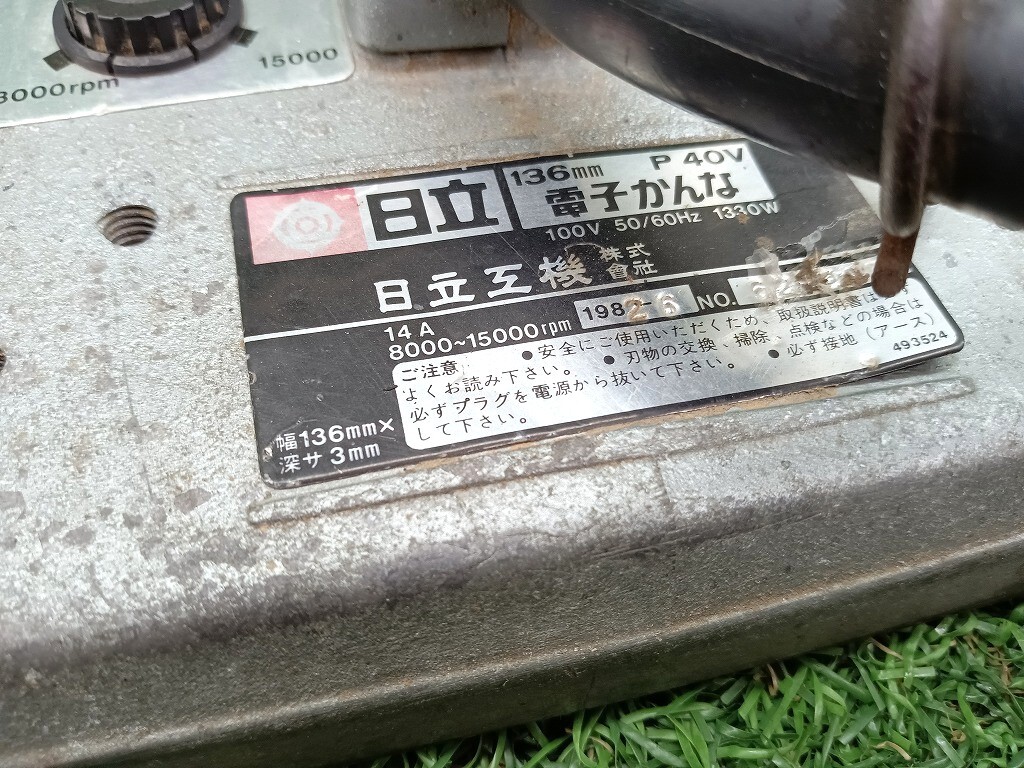 8000rpm
15000
日立
136mm P 40V
電子かんな
100V 50/60Hz 1330W
日立工機 株式會社
14A
8000~15000rpm
1982-6 NO.
ご注意 ●安全にご使用いただくため、取扱説明書は
よくお読み下さい。 ●刃物の交換、掃除、点検などの場合は
必ずプラグを電源から抜いて下さい。 ●必ず接地(アース)
して下さい。
493524
幅136mm×
深サ3mm